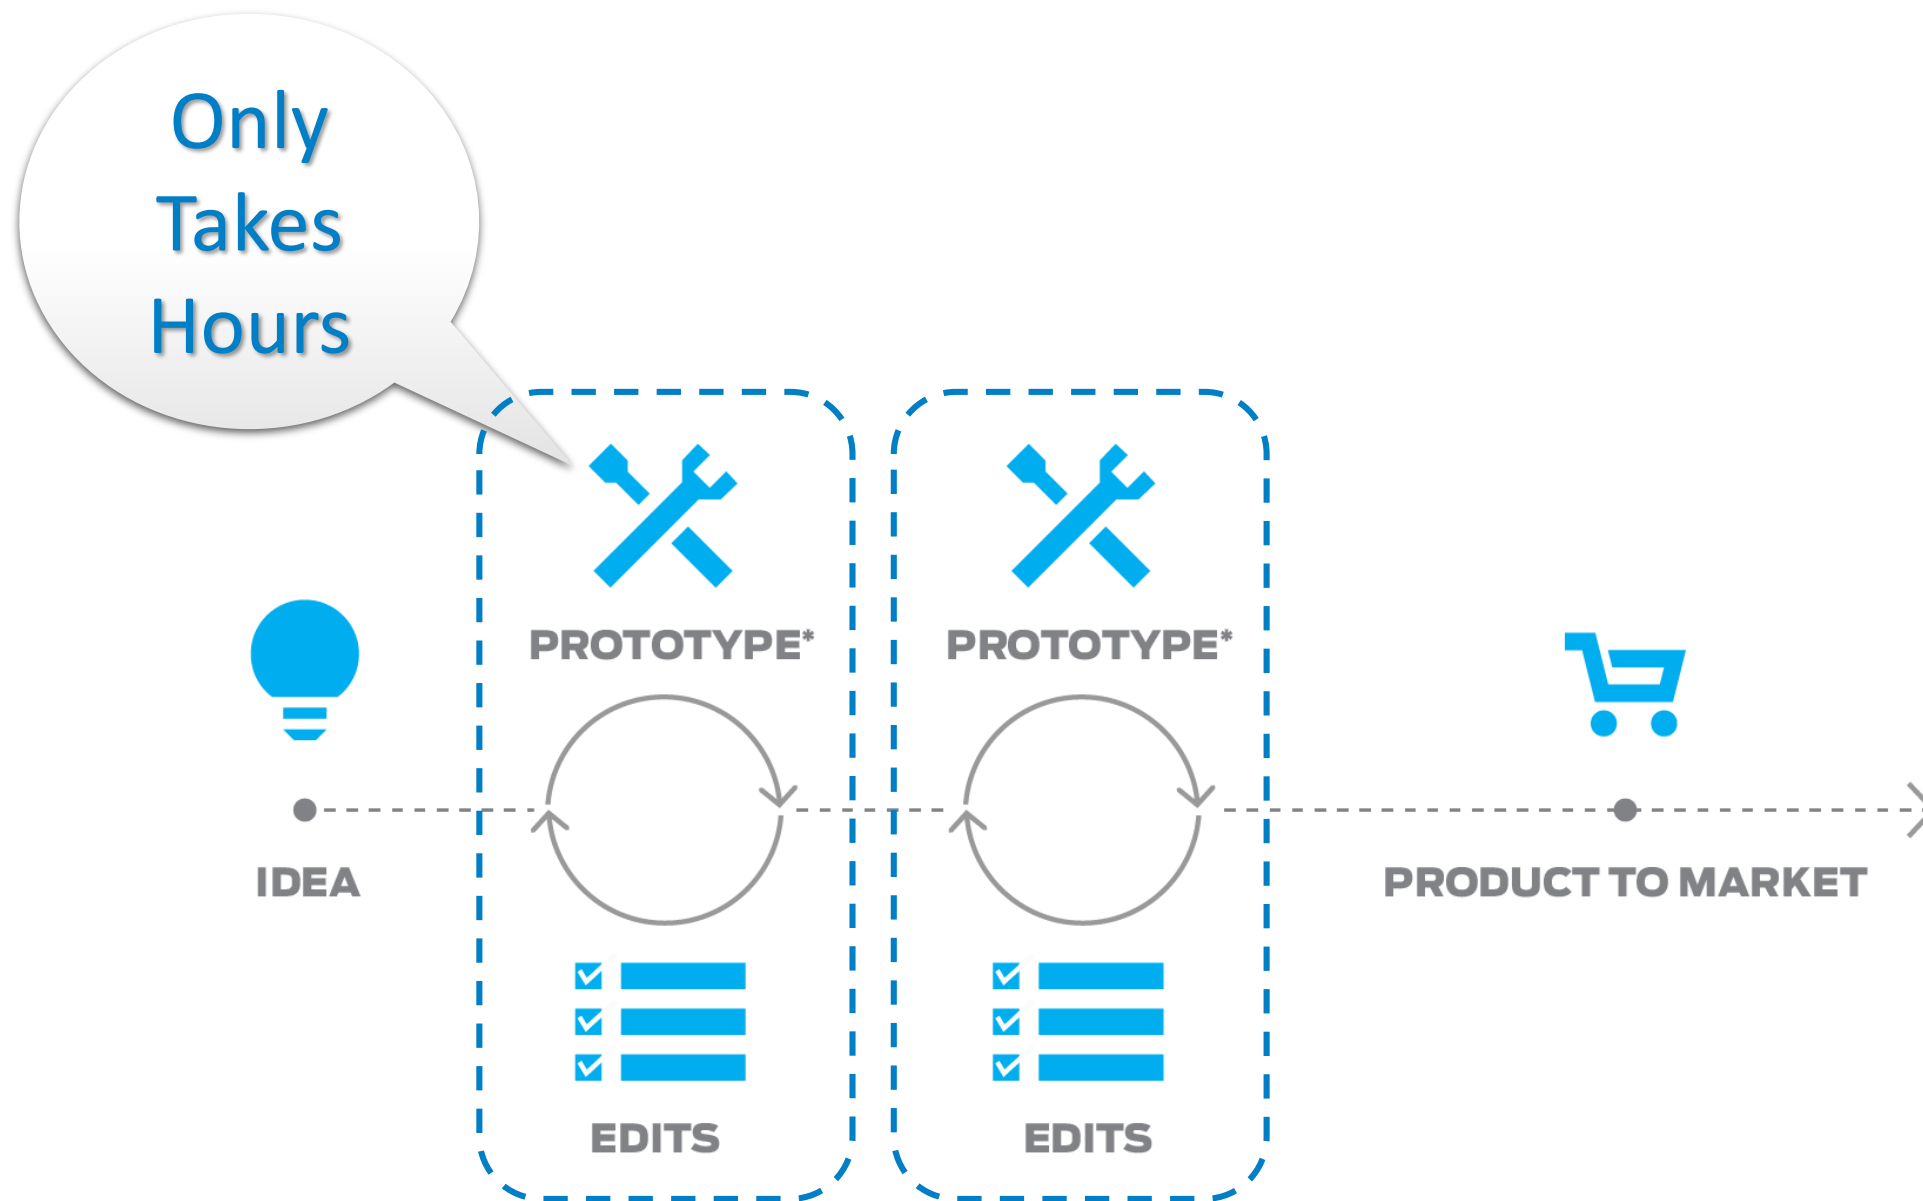 Only
Takes
Hours
PROTOTYPE*
PROTOTYPE*
IDEA
PRODUCT TO MARKET
EDITS
EDITS